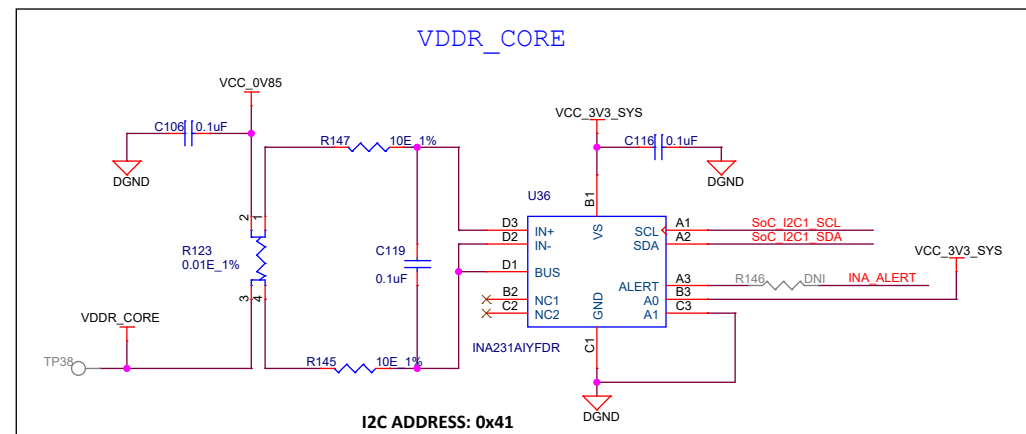 VDDR_CORE
VCC_0V85
VCC_3V3_SYS
C106 0.1uF
R147 10E_1%
C116 0.1uF
DGND
DGND
U36
B1
2 1
D3 IN+
VS
SCL A1 SoC_I2C1_SCL
D2 IN-
SDA A2 SoC_I2C1_SDA
R123
0.01E_1%
C119
0.1uF
D1 BUS
VCC_3V3_SYS
ALERT A3 R146 DNI INA_ALERT
B2 NC1
A0 B3
C2 NC2
GND
A1 C3
3 4
VDDR_CORE
C1
INA231AIYFDR
TP38
R145 10E_1%
DGND
I2C ADDRESS: 0x41